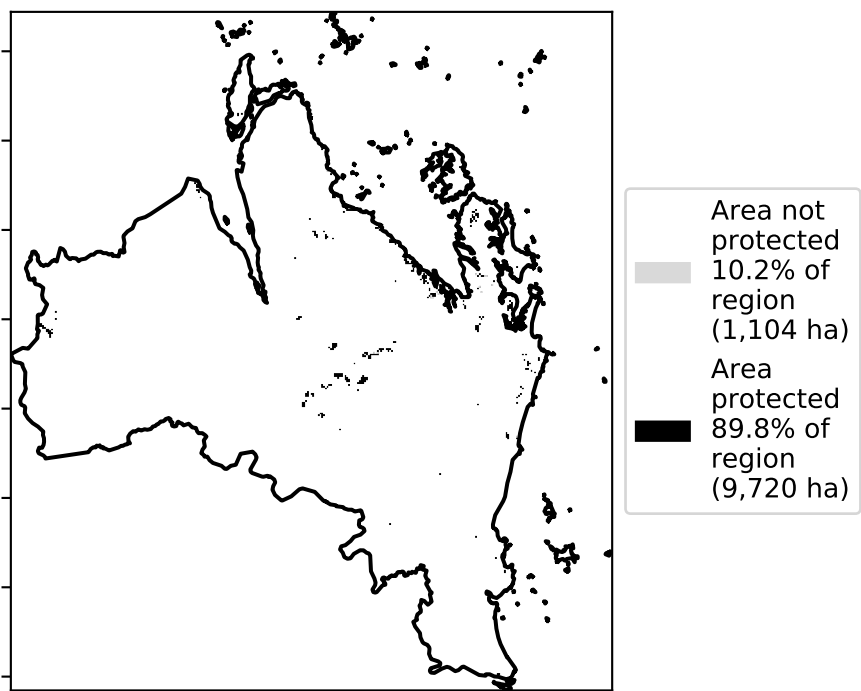 Area not
protected
10.2% of
region
(1,104 ha)
Area
protected
89.8% of
region
(9,720 ha)